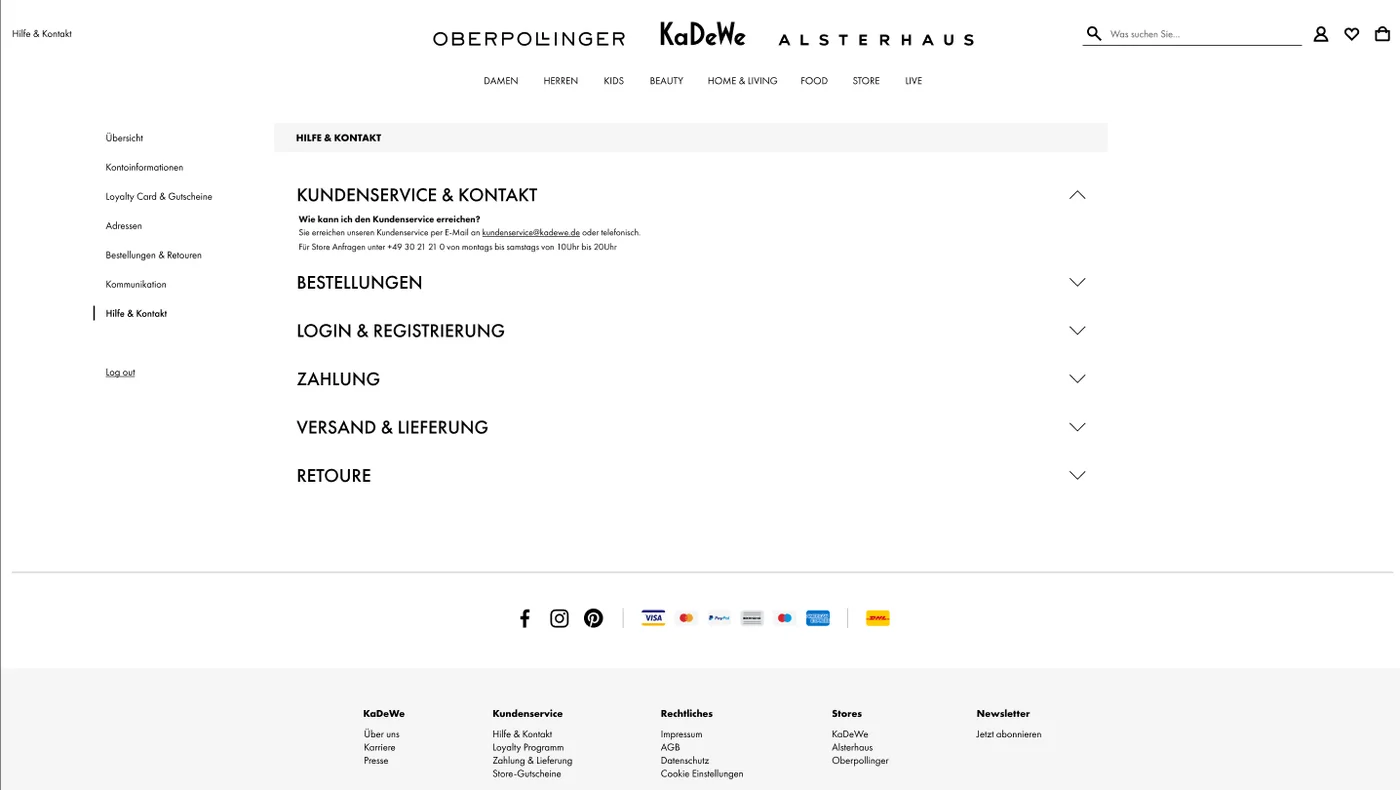 Hilfe & Kontakt
OBERPOLLINGER
KaDeWe
ALSTERHAUS
Was suchen Sie...
DAMEN
HERREN
KIDS
BEAUTY
HOME & LIVING
FOOD
STORE
LIVE
Übersicht
Kontoinformationen
Loyalty Card & Gutscheine
Adressen
Bestellungen & Retouren
Kommunikation
Hilfe & Kontakt
Log out
HILFE & KONTAKT
KUNDENSERVICE & KONTAKT
Wie kann ich den Kundenservice erreichen?
Sie erreichen unseren Kundenservice per E-Mail an kundenservice@kadewe.de oder telefonisch.
Für Store Anfragen unter +49 30 21 21 0 von montags bis samstags von 10Uhr bis 20Uhr
BESTELLUNGEN
LOGIN & REGISTRIERUNG
ZAHLUNG
VERSAND & LIEFERUNG
RETOURE
VISA
PayPal
DHL
KaDeWe
Über uns
Karriere
Presse
Kundenservice
Hilfe & Kontakt
Loyalty Programm
Zahlung & Lieferung
Store-Gutscheine
Rechtliches
Impressum
AGB
Datenschutz
Cookie Einstellungen
Stores
KaDeWe
Alsterhaus
Oberpollinger
Newsletter
Jetzt abonnieren